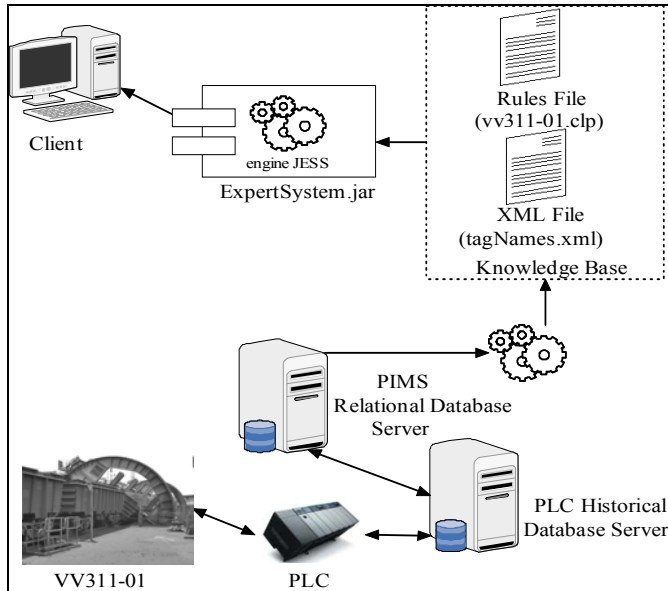 Client
engine JESS
ExpertSystem.jar
Rules File
(vv311-01.clp)
XML File
(tagNames.xml)
Knowledge Base
PIMS
Relational Database
Server
PLC Historical
Database Server
VV311-01
PLC